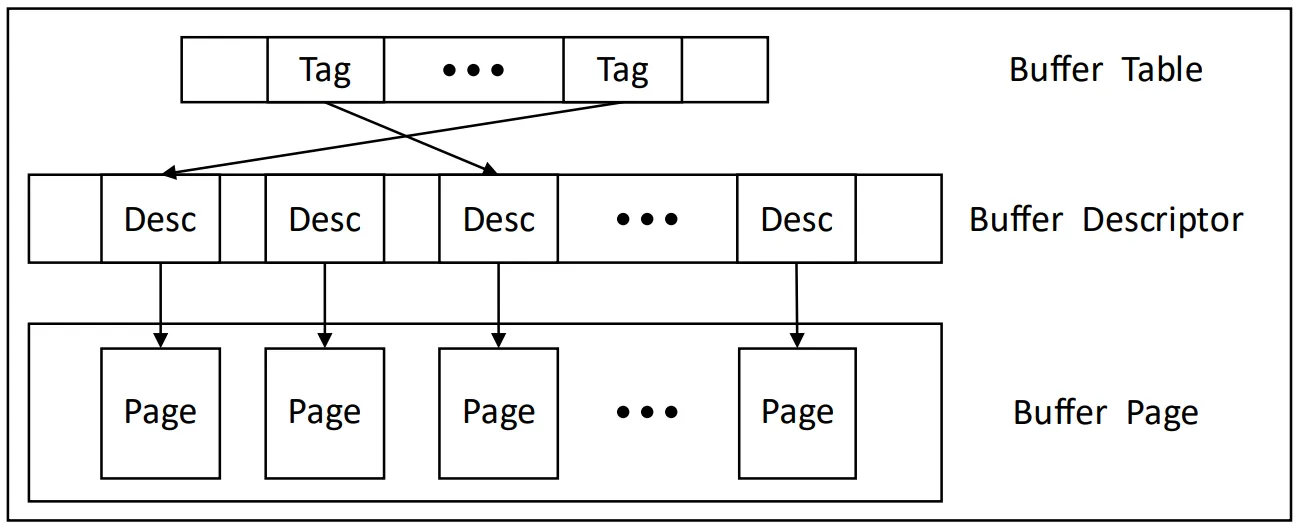 Tag ••• Tag Buffer Table
Desc Desc Desc ••• Desc Buffer Descriptor
Page Page Page ••• Page Buffer Page